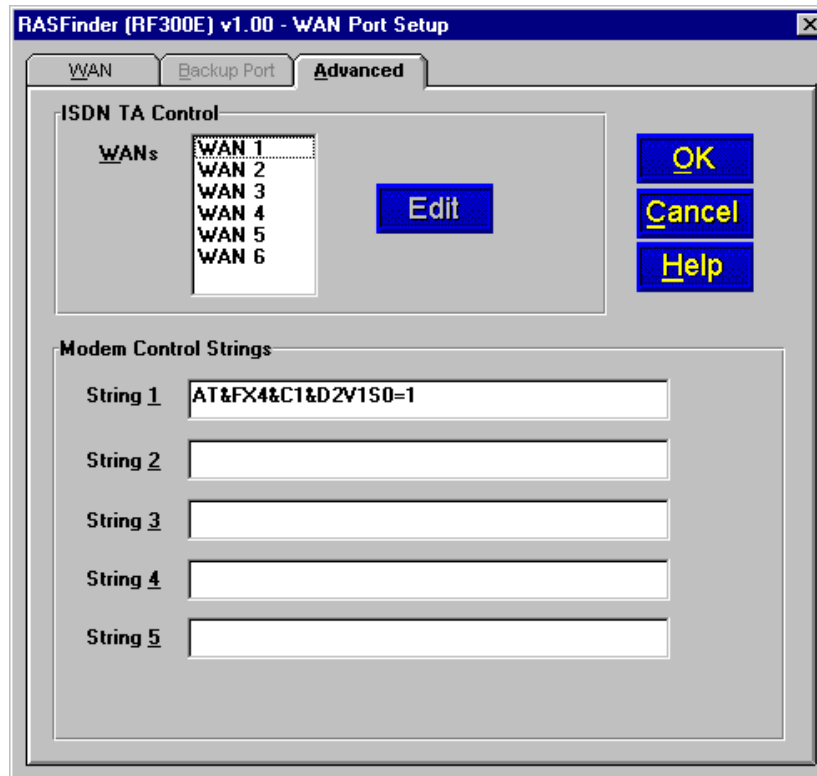 RASFinder (RF300E) v1.00 - WAN Port Setup
WAN
Backup Port
Advanced
ISDN TA Control
WANs
WAN 1
WAN 2
WAN 3
WAN 4
WAN 5
WAN 6
Edit
OK
Cancel
Help
Modem Control Strings
String 1 AT&FX4&C1&D2V1S0=1
String 2
String 3
String 4
String 5